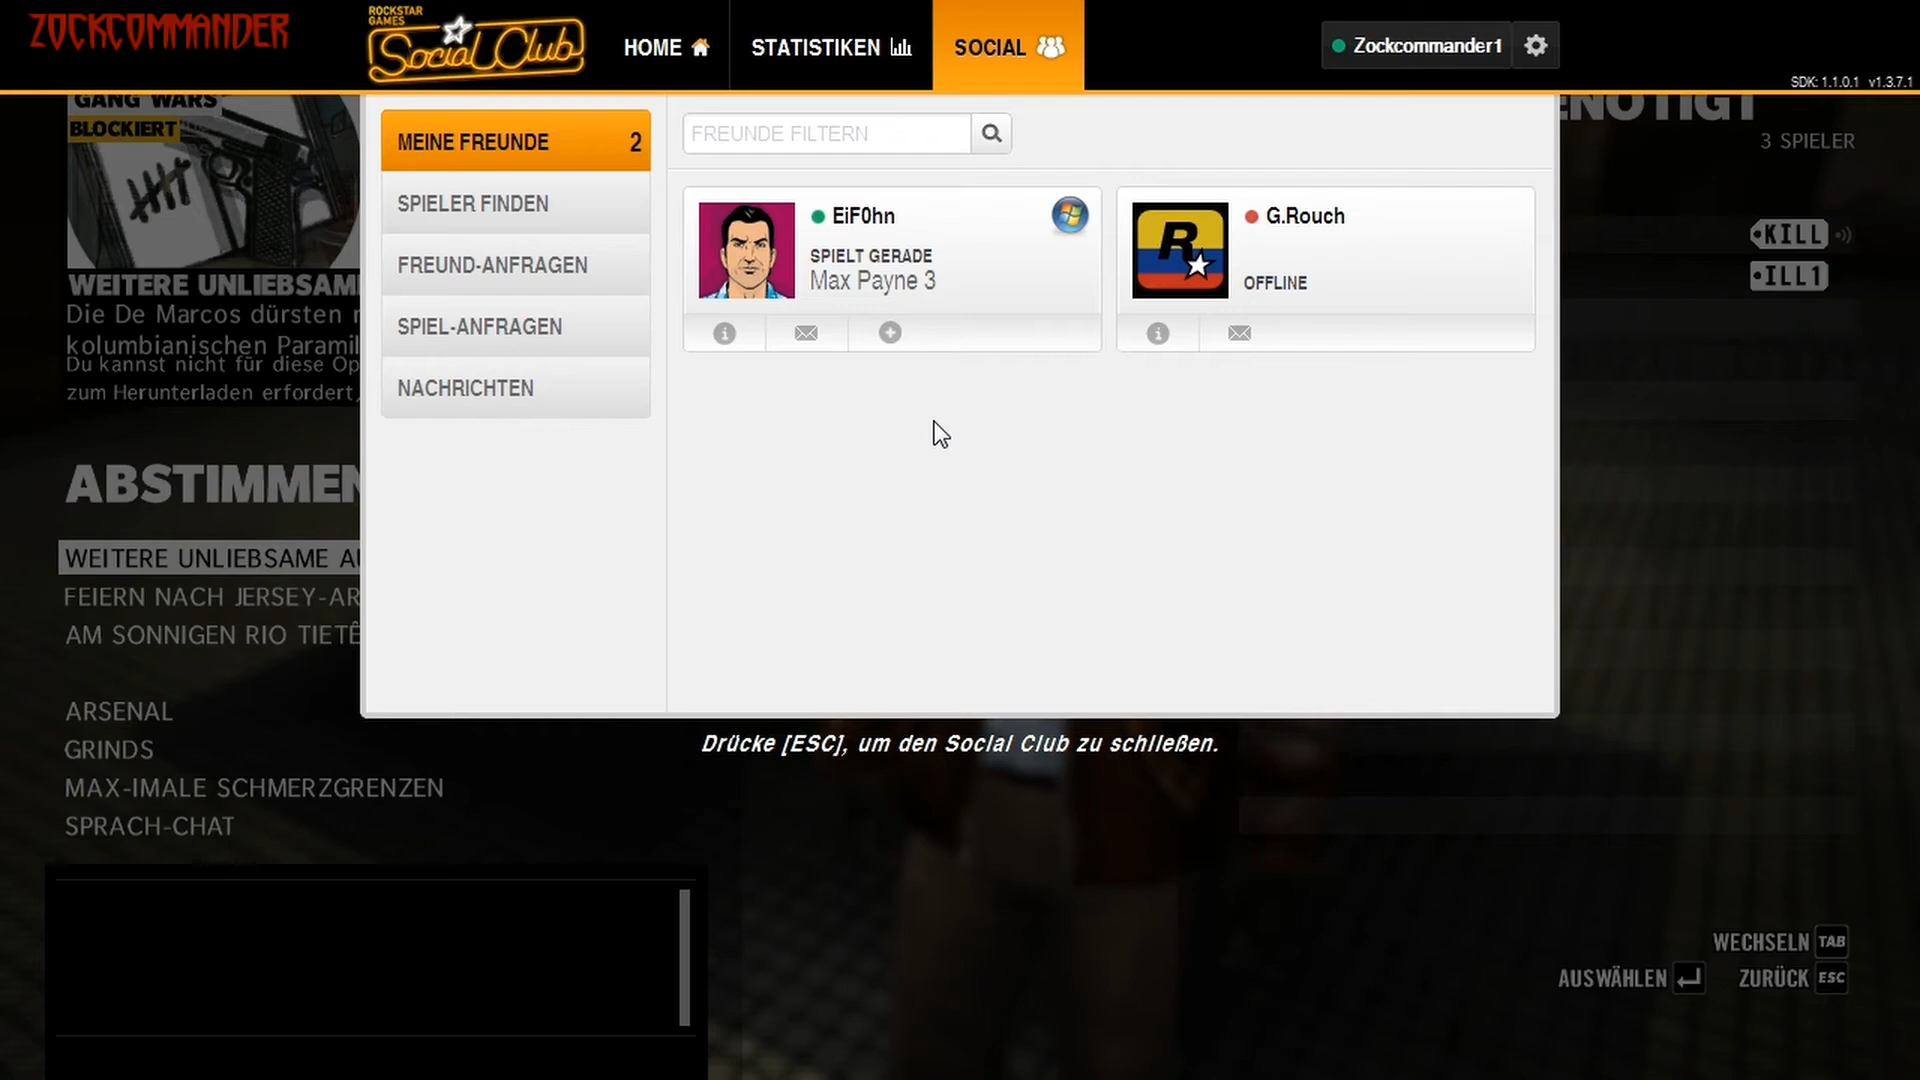 ZOCKCOMMANDER
ROCKSTAR GAMES
Social Club
HOME
STATISTIKEN
SOCIAL
Zockcommander1
SDK: 1.1.0.1 v1.3.7.1
GANG WARS
BLOCKIERT
WEITERE UNLIEBSAM
Die De Marcos dürsten
kolumbianischen Paramil
Du kannst nicht für diese Op
zum Herunterladen erfordert,
ABSTIMMEN
WEITERE UNLIEBSAME AU
FEIERN NACH JERSEY-AR
AM SONNIGEN RIO TIETÊ
ARSENAL
GRINDS
MAX-IMALE SCHMERZGRENZEN
SPRACH-CHAT
MEINE FREUNDE 2
SPIELER FINDEN
FREUND-ANFRAGEN
SPIEL-ANFRAGEN
NACHRICHTEN
FREUNDE FILTERN
EiF0hn
SPIELT GERADE
Max Payne 3
R
G.Rouch
OFFLINE
Drücke [ESC], um den Social Club zu schließen.
ENÖTIGT
3 SPIELER
KILL
ILL1
WECHSELN TAB
AUSWÄHLEN
ZURÜCK ESC